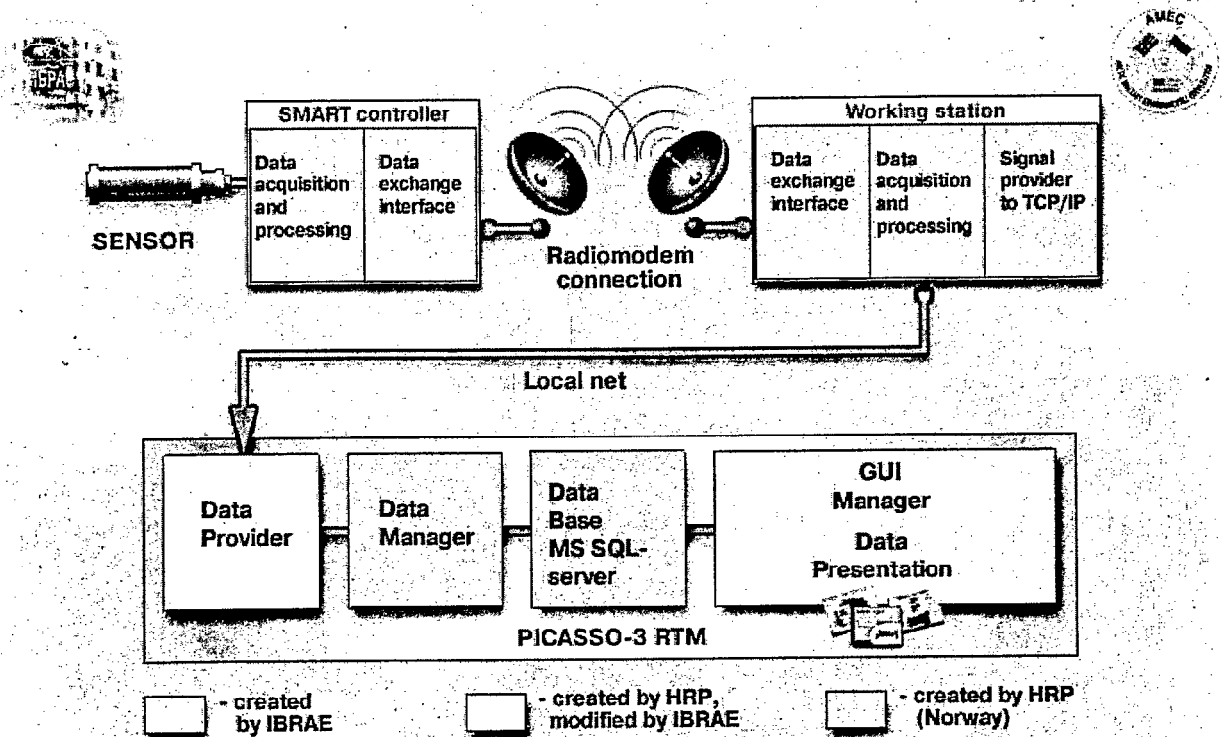 AMEC
SMART controller
Data
acquisition
and
processing
Data
exchange
interface
SENSOR
Radiomodem
connection
Working station
Data
exchange
interface
Data
acquisition
and
processing
Signal
provider
to TCP/IP
Local net
Data
Provider
Data
Manager
Data
Base
MS SQL-
server
GUI
Manager
Data
Presentation
PICASSO-3 RTM
- created
by IBRAE
- created by HRP,
modified by IBRAE
- created by HRP
(Norway)